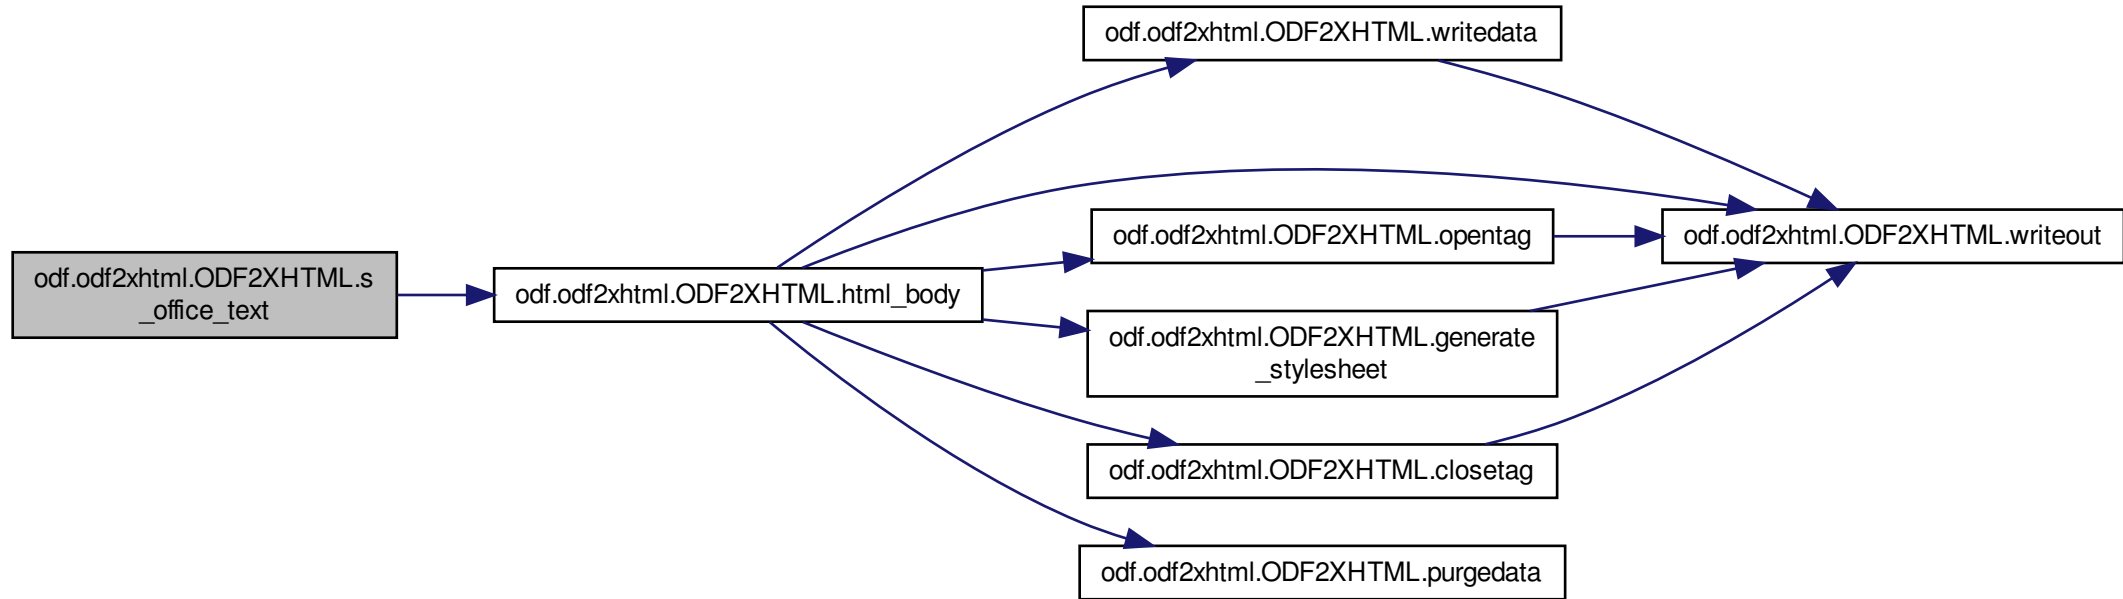 odf.odf2xhtml.ODF2XHTML.s
_office_text
odf.odf2xhtml.ODF2XHTML.html_body
odf.odf2xhtml.ODF2XHTML.writedata
odf.odf2xhtml.ODF2XHTML.opentag
odf.odf2xhtml.ODF2XHTML.generate
_stylesheet
odf.odf2xhtml.ODF2XHTML.closetag
odf.odf2xhtml.ODF2XHTML.purgedata
odf.odf2xhtml.ODF2XHTML.writeout